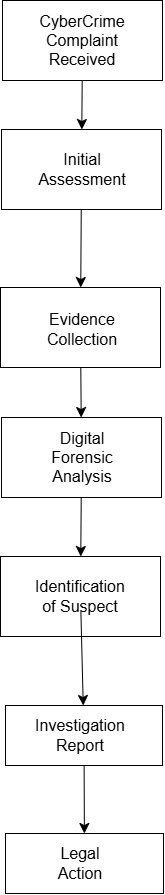 CyberCrime
Complaint
Received
Initial
Assessment
Evidence
Collection
Digital
Forensic
Analysis
Identification
of Suspect
Investigation
Report
Legal
Action